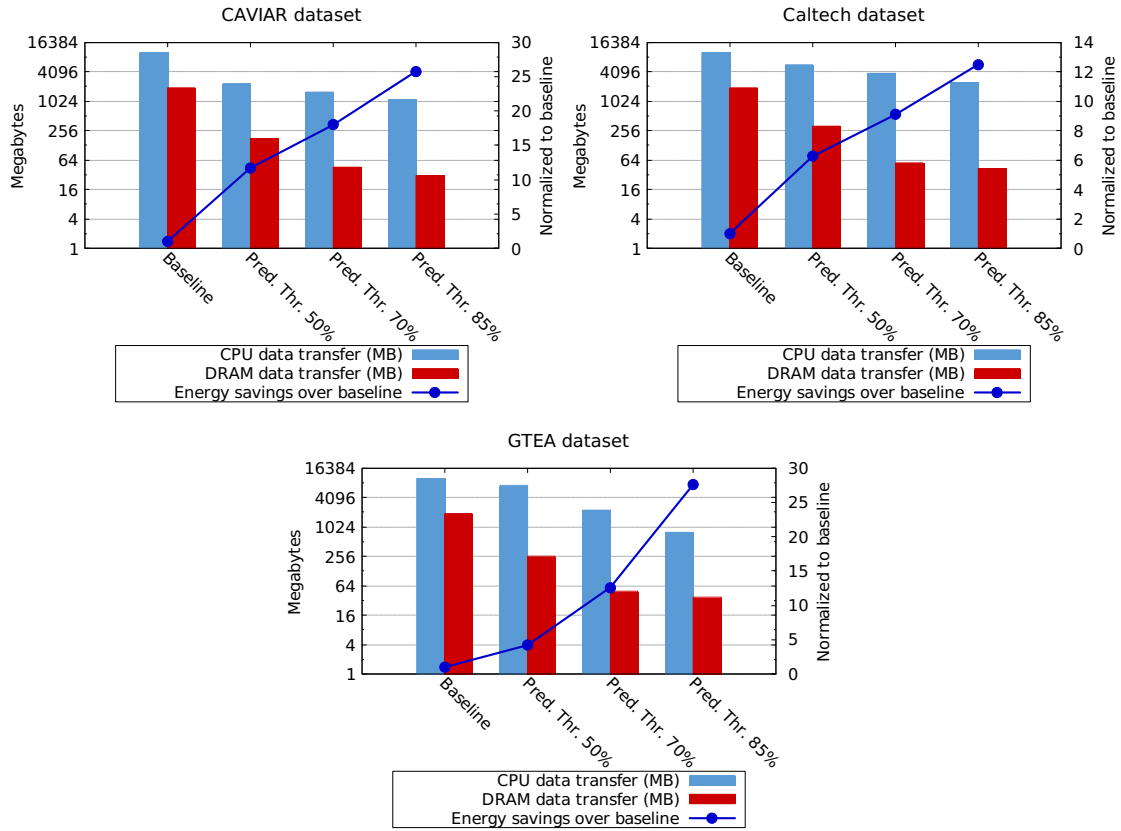 CAVIAR dataset
Megabytes
16384
4096
1024
256
64
16
4
1
30
25
20
15
10
5
0
Normalized to baseline
Baseline
Pred. Thr. 50%
Pred. Thr. 70%
Pred. Thr. 85%
CPU data transfer (MB)
DRAM data transfer (MB)
Energy savings over baseline
Caltech dataset
Megabytes
16384
4096
1024
256
64
16
4
1
14
12
10
8
6
4
2
0
Normalized to baseline
Baseline
Pred. Thr. 50%
Pred. Thr. 70%
Pred. Thr. 85%
CPU data transfer (MB)
DRAM data transfer (MB)
Energy savings over baseline
GTEA dataset
Megabytes
16384
4096
1024
256
64
16
4
1
30
25
20
15
10
5
0
Normalized to baseline
Baseline
Pred. Thr. 50%
Pred. Thr. 70%
Pred. Thr. 85%
CPU data transfer (MB)
DRAM data transfer (MB)
Energy savings over baseline